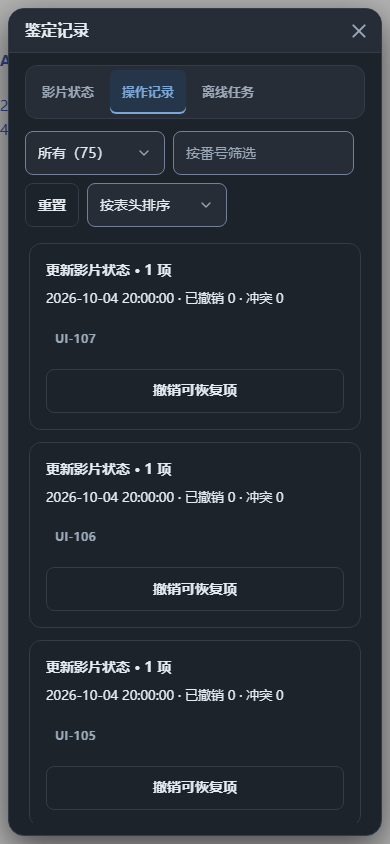 鉴定记录
影片状态 操作记录 离线任务
所有（75） 按番号筛选
重置 按表头排序
更新影片状态 • 1 项
2026-10-04 20:00:00 · 已撤销 0 · 冲突 0
UI-107
撤销可恢复项
更新影片状态 • 1 项
2026-10-04 20:00:00 · 已撤销 0 · 冲突 0
UI-106
撤销可恢复项
更新影片状态 • 1 项
2026-10-04 20:00:00 · 已撤销 0 · 冲突 0
UI-105
撤销可恢复项